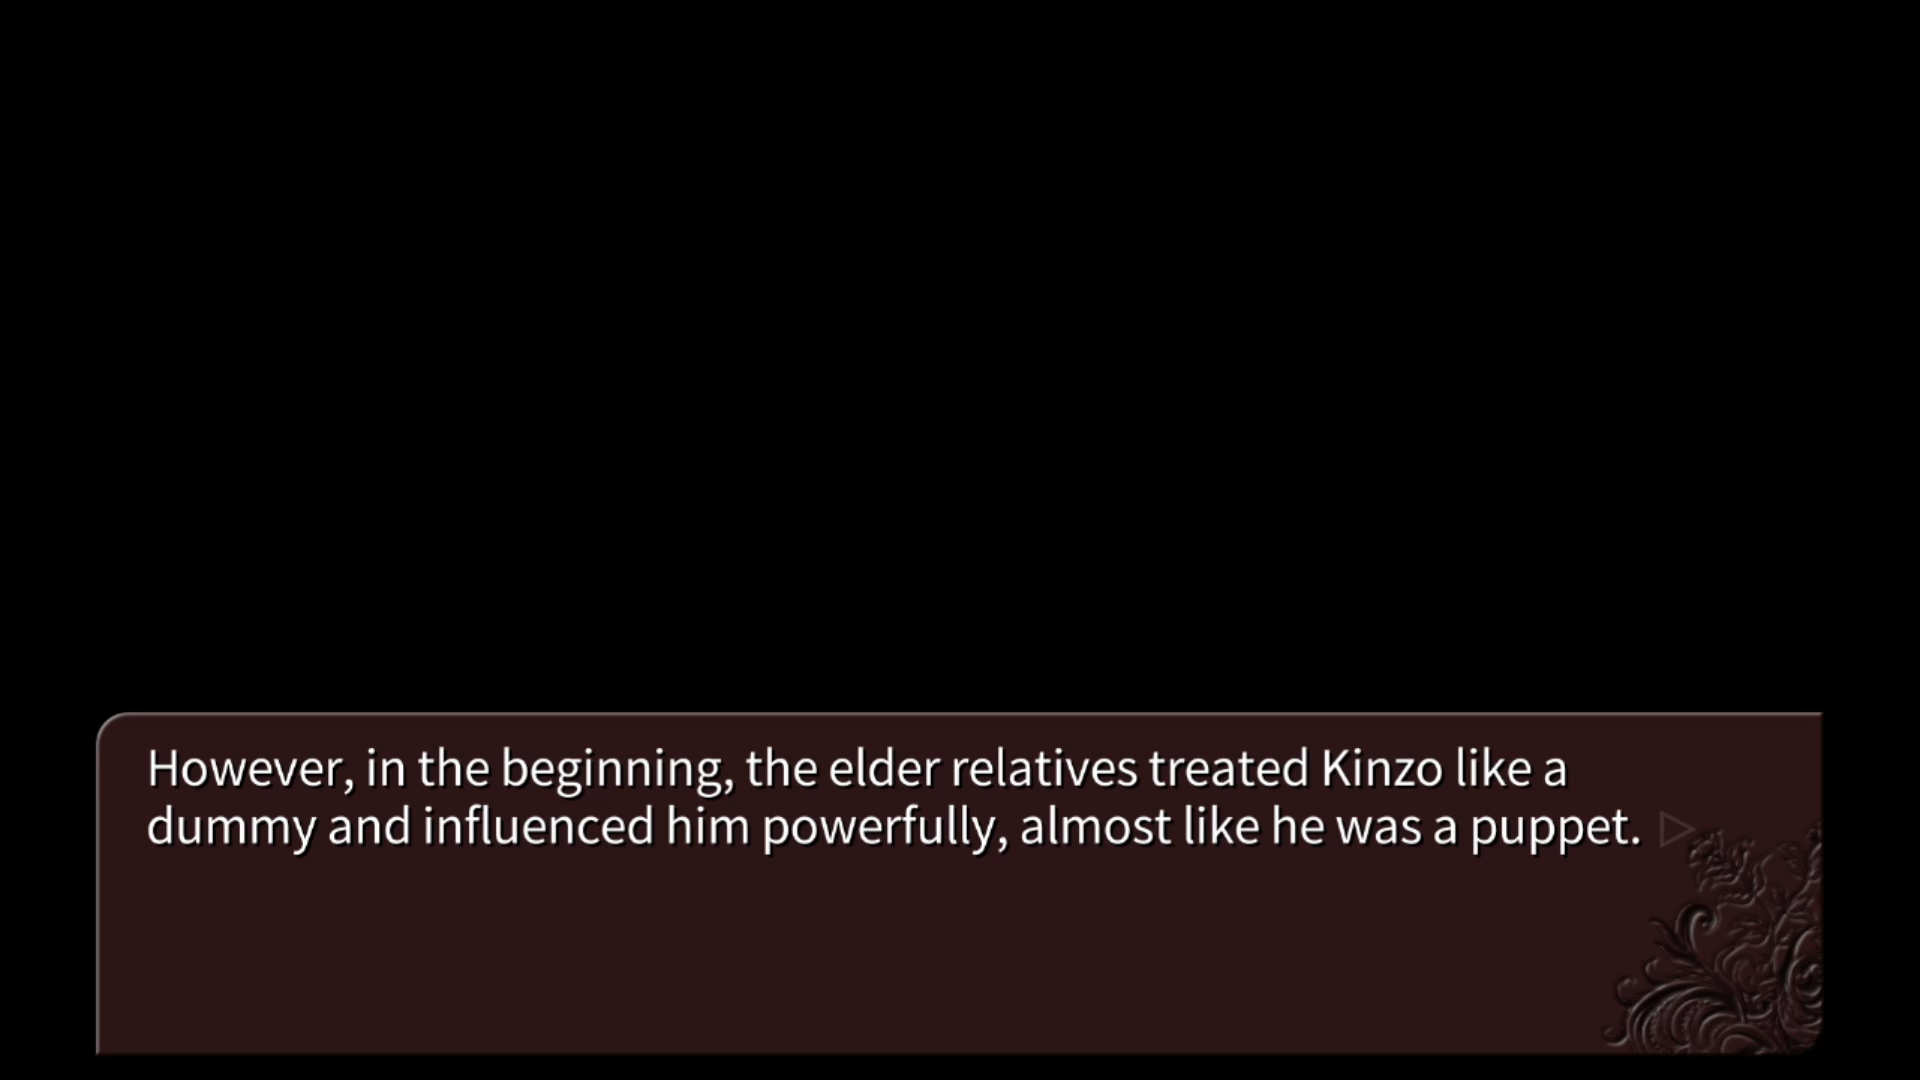 However, in the beginning, the elder relatives treated Kinzo like a
dummy and influenced him powerfully, almost like he was a puppet.